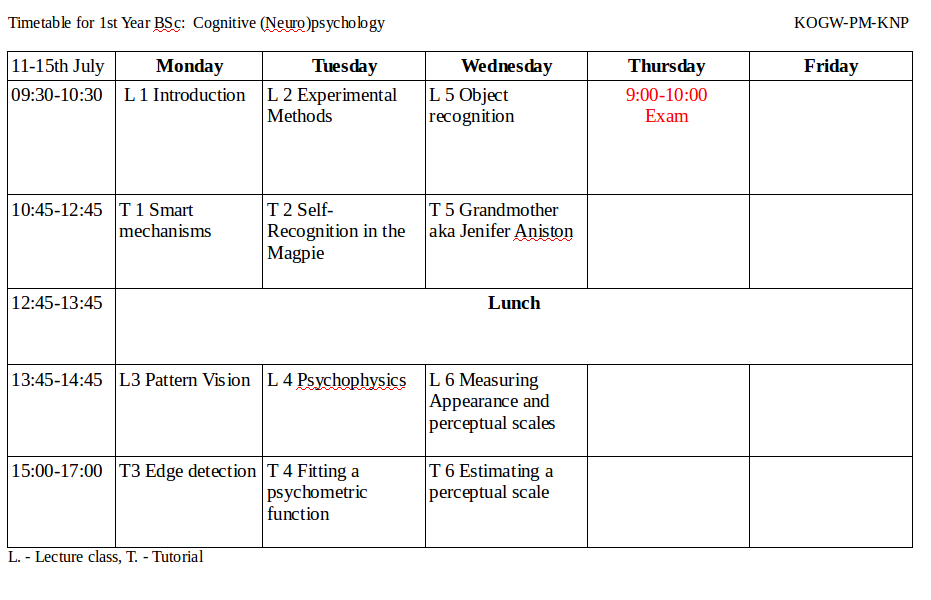 Timetable for 1st Year BSc:  Cognitive (Neuro)psychology KOGW-PM-KNP
11-15th July Monday Tuesday Wednesday Thursday Friday
09:30-10:30 L 1 Introduction L 2 Experimental L 5 Object 9:00-10:00
Methods recognition Exam
10:45-12:45 T 1 Smart T 2 Self- T 5 Grandmother
mechanisms Recognition in the aka Jenifer Aniston
Magpie
12:45-13:45 Lunch
13:45-14:45 L3 Pattern Vision L 4 Psychophysics L 6 Measuring
Appearance and
perceptual scales
15:00-17:00 T3 Edge detection T 4 Fitting a T 6 Estimating a
psychometric perceptual scale
function
L. - Lecture class, T. - Tutorial